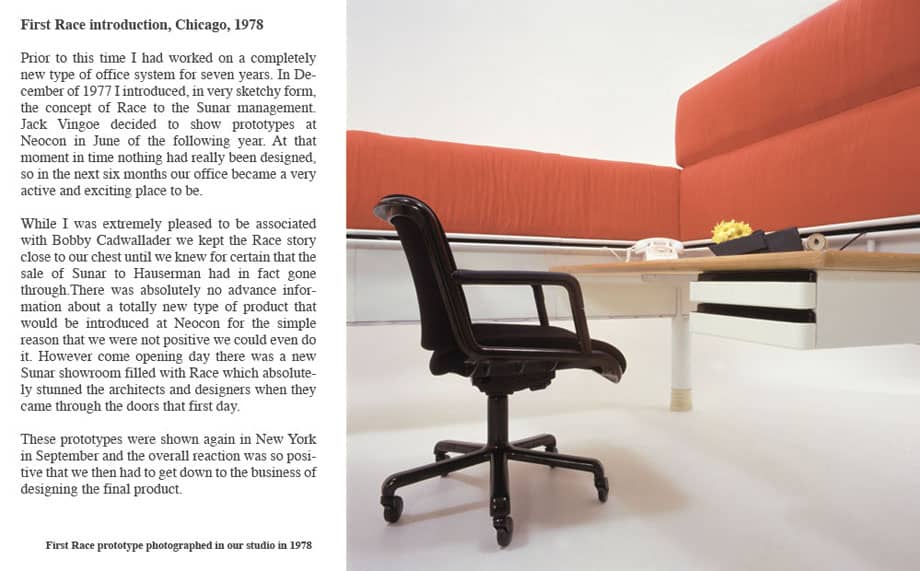 First Race introduction, Chicago, 1978
Prior to this time I had worked on a completely
new type of office system for seven years. In De-
cember of 1977 I introduced, in very sketchy form,
the concept of Race to the Sunar management.
Jack Vingoe decided to show prototypes at
Neocon in June of the following year. At that
moment in time nothing had really been designed,
so in the next six months our office became a very
active and exciting place to be.
While I was extremely pleased to be associated
with Bobby Cadwallader we kept the Race story
close to our chest until we knew for certain that the
sale of Sunar to Hauserman had in fact gone
through.There was absolutely no advance infor-
mation about a totally new type of product that
would be introduced at Neocon for the simple
reason that we were not positive we could even do
it. However come opening day there was a new
Sunar showroom filled with Race which absolute-
ly stunned the architects and designers when they
came through the doors that first day.
These prototypes were shown again in New York
in September and the overall reaction was so posi-
tive that we then had to get down to the business of
designing the final product.
First Race prototype photographed in our studio in 1978